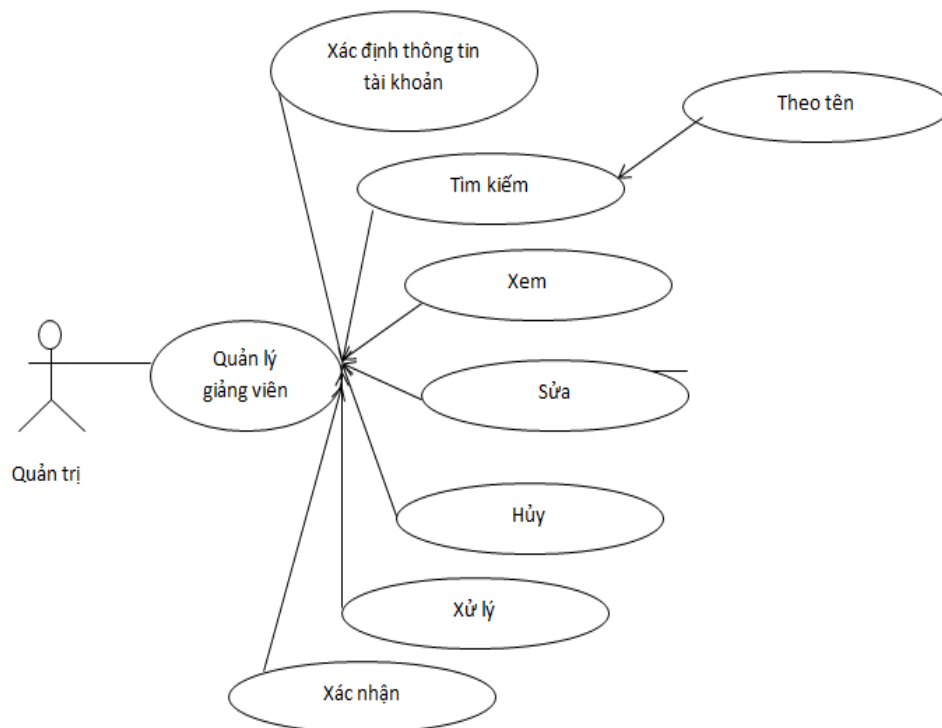 Xác định thông tin
tài khoản
Theo tên
Tìm kiếm
Xem
Quản lý
giảng viên
Sửa
Quản trị
Hủy
Xử lý
Xác nhận